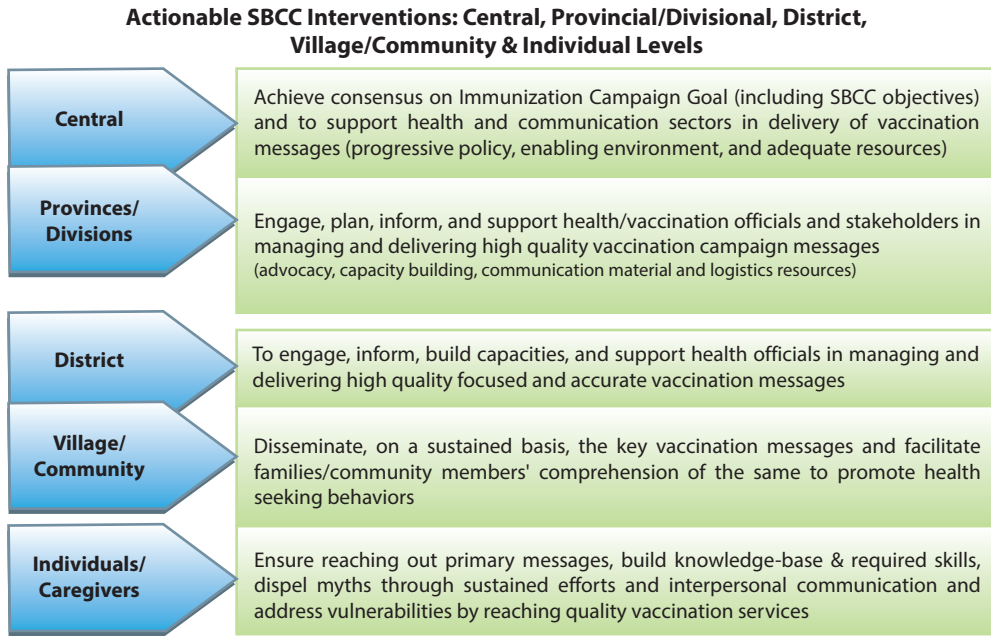 Actionable SBCC Interventions: Central, Provincial/Divisional, District,
Village/Community & Individual Levels
Central
Achieve consensus on Immunization Campaign Goal (including SBCC objectives)
and to support health and communication sectors in delivery of vaccination
messages (progressive policy, enabling environment, and adequate resources)
Provinces/
Divisions
Engage, plan, inform, and support health/vaccination officials and stakeholders in
managing and delivering high quality vaccination campaign messages
(advocacy, capacity building, communication material and logistics resources)
District
To engage, inform, build capacities, and support health officials in managing and
delivering high quality focused and accurate vaccination messages
Village/
Community
Disseminate, on a sustained basis, the key vaccination messages and facilitate
families/community members' comprehension of the same to promote health
seeking behaviors
Individuals/
Caregivers
Ensure reaching out primary messages, build knowledge-base & required skills,
dispel myths through sustained efforts and interpersonal communication and
address vulnerabilities by reaching quality vaccination services